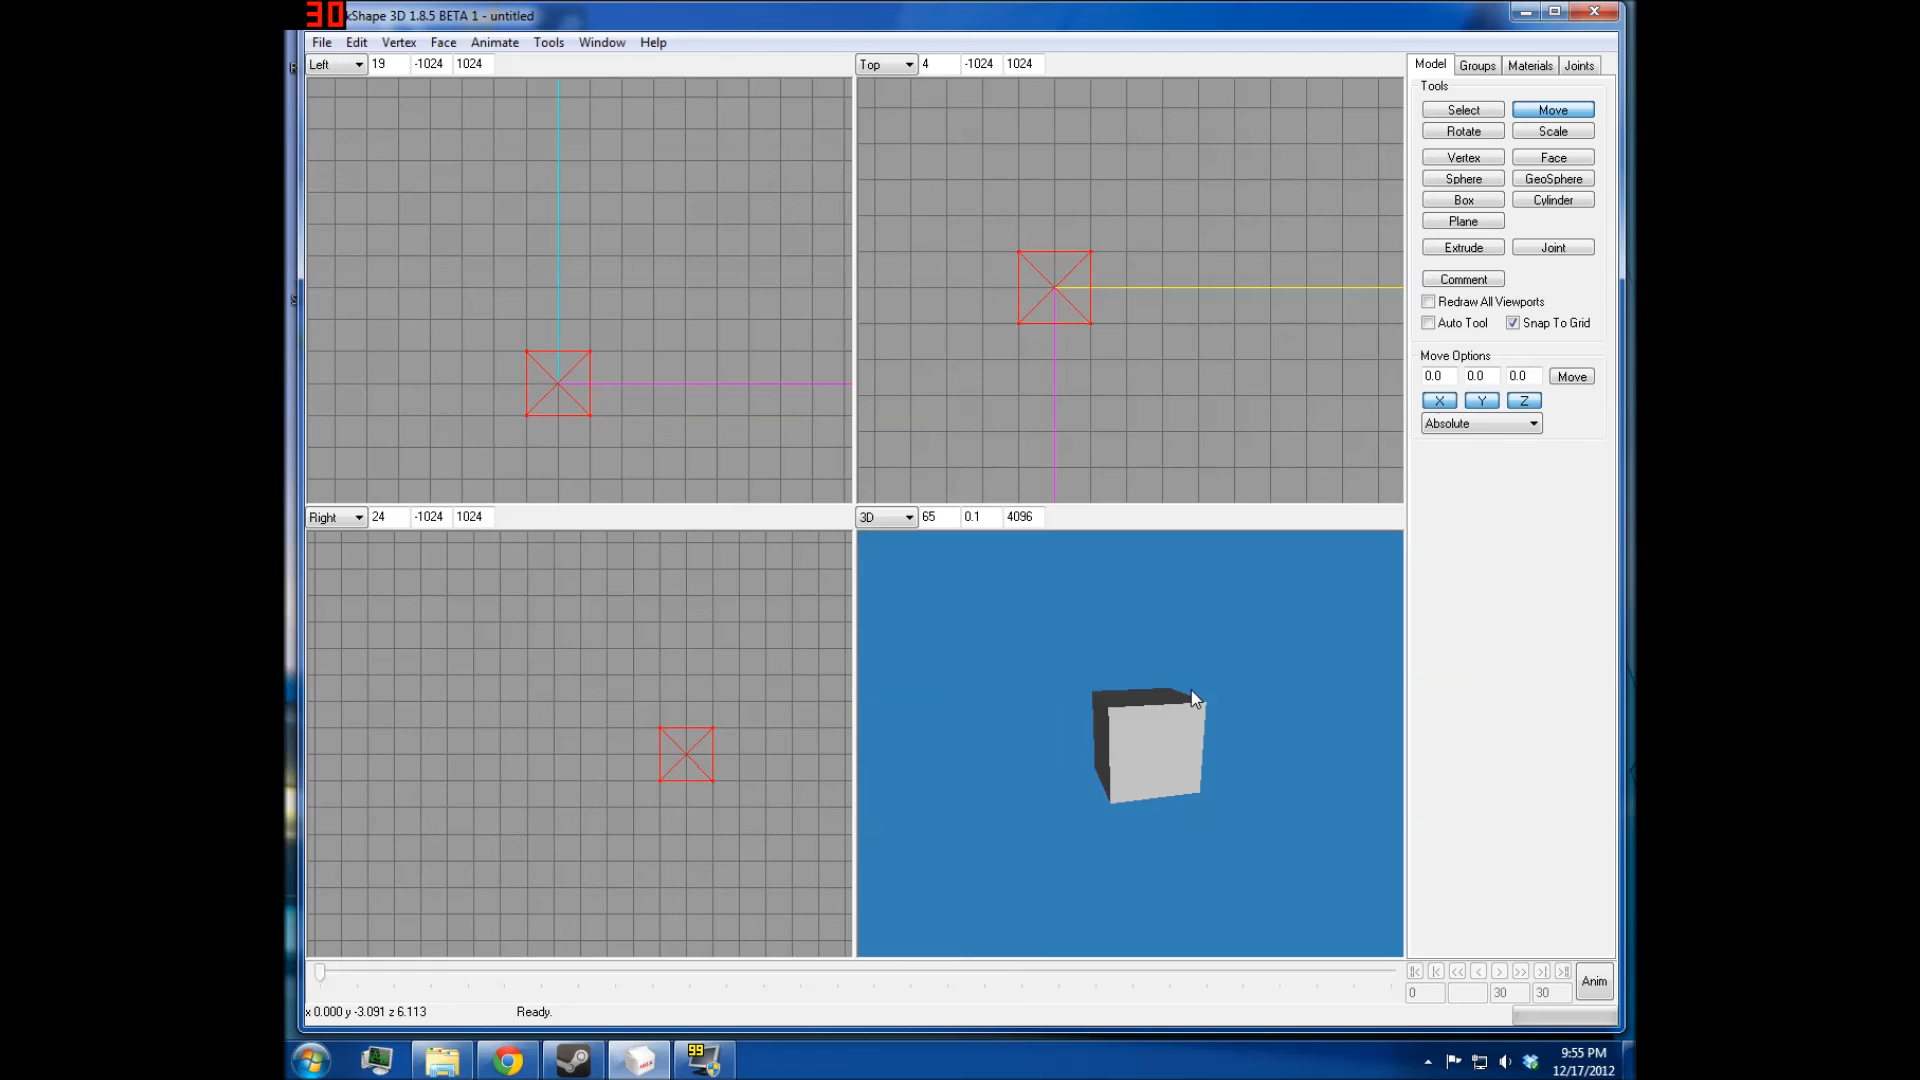 30
kShape 3D 1.8.5 BETA 1 - untitled
File Edit Vertex Face Animate Tools Window Help
Left 19 -1024 1024
Top 4 -1024 1024
Model Groups Materials Joints
Tools
Select Move
Rotate Scale
Vertex Face
Sphere GeoSphere
Box Cylinder
Plane
Extrude Joint
Comment
Redraw All Viewports
Auto Tool Snap To Grid
Move Options
0.0 0.0 0.0 Move
X Y Z
Absolute
Right 24 -1024 1024
3D 65 0.1 4096
Anim
0 30 30
x 0.000 y -3.091 z 6.113 Ready.
99
9:55 PM
12/17/2012